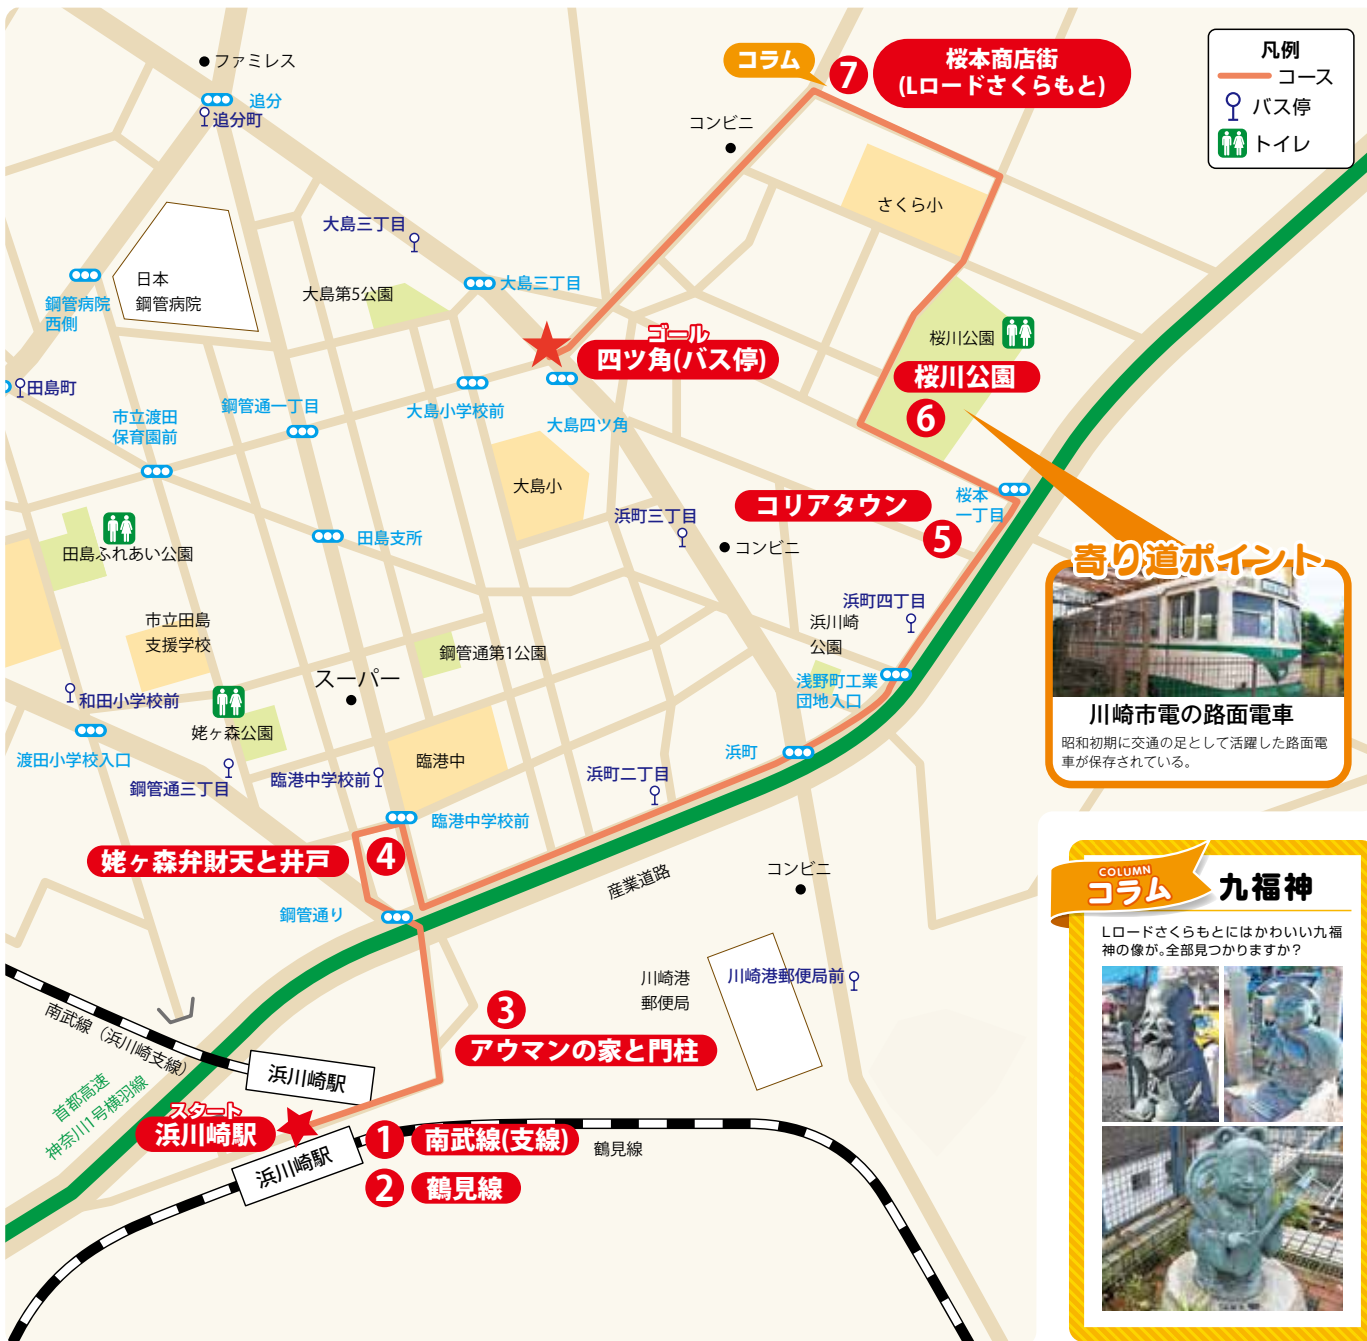 凡例
コース
バス停
トイレ
コラム
7
桜本商店街
(Lロードさくらもと)
ファミレス
追分
追分町
コンビニ
さくら小
大島三丁目
大島三丁目
日本
鋼管病院
鋼管病院
西側
大島第5公園
ゴール
四ツ角(バス停)
桜川公園
桜川公園
6
田島町
市立渡田
保育園前
鋼管通一丁目
大島小学校前
大島四ツ角
大島小
コリアタウン
5
桜本
一丁目
浜町三丁目
コンビニ
田島支所
田島ふれあい公園
寄り道ポイント
川崎市電の路面電車
昭和初期に交通の足として活躍した路面電
車が保存されている。
市立田島
支援学校
浜町四丁目
浜川崎
公園
鋼管通第1公園
スーパー
浅野町工業
団地入口
和田小学校前
姥ヶ森公園
渡田小学校入口
鋼管通三丁目
臨港中学校前
臨港中
浜町二丁目
浜町
臨港中学校前
姥ヶ森弁財天と井戸
4
産業道路
コンビニ
鋼管通り
COLUMN
コラム
九福神
Lロードさくらもとにはかわいい九福
神の像が。全部見つかりますか?
川崎港
郵便局
川崎港郵便局前
3
アウマンの家と門柱
南武線(浜川崎支線)
浜川崎駅
首都高速
神奈川1号横羽線
スタート
浜川崎駅
浜川崎駅
1
南武線(支線)
2
鶴見線
鶴見線